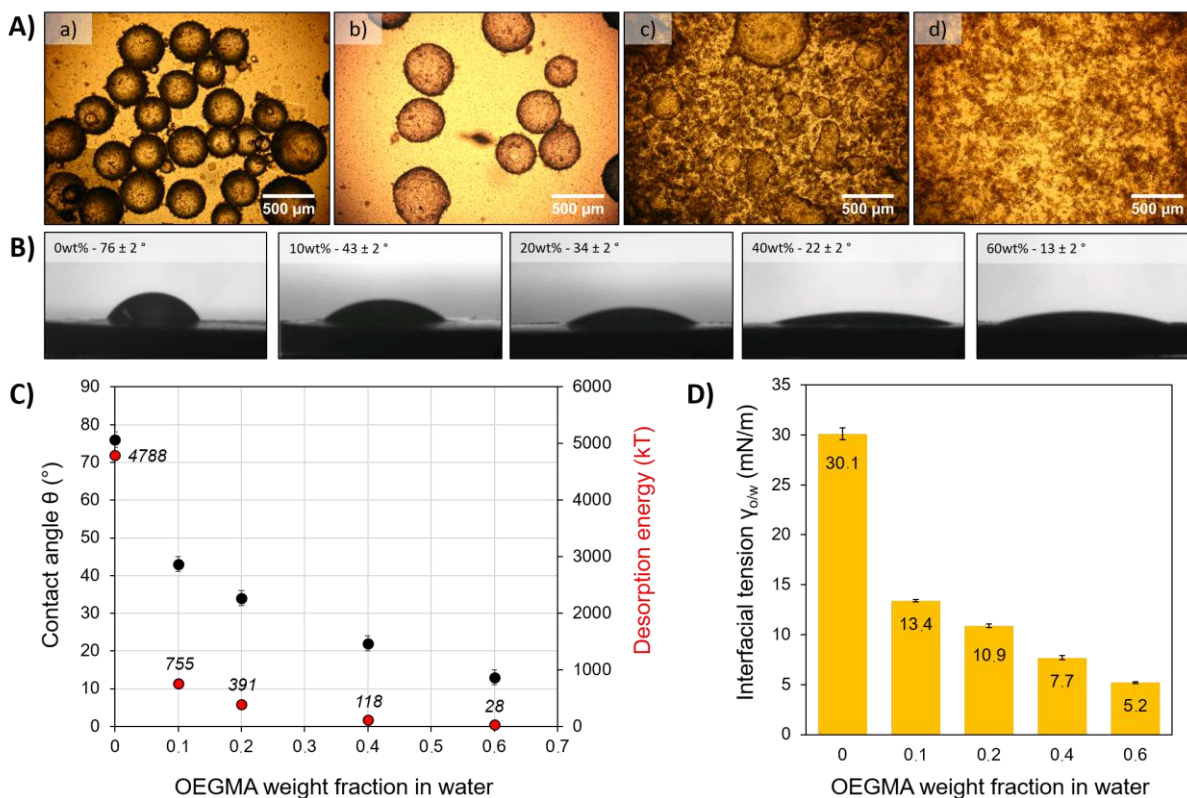 A)
a)
b)
c)
d)
500 µm
500 µm
500 µm
500 µm
B)
0wt% - 76 ± 2 °
10wt% - 43 ± 2 °
20wt% - 34 ± 2 °
40wt% - 22 ± 2 °
60wt% - 13 ± 2 °
C)
Contact angle θ (°)
90
80
70
60
50
40
30
20
10
0
4788
755
391
118
28
6000
5000
4000
3000
2000
1000
0
Desorption energy (kT)
0
0.1
0.2
0.3
0.4
0.5
0.6
0.7
OEGMA weight fraction in water
D)
Interfacial tension γo/w (mN/m)
35
30
25
20
15
10
5
0
30.1
13.4
10.9
7.7
5.2
0
0.1
0.2
0.4
0.6
OEGMA weight fraction in water